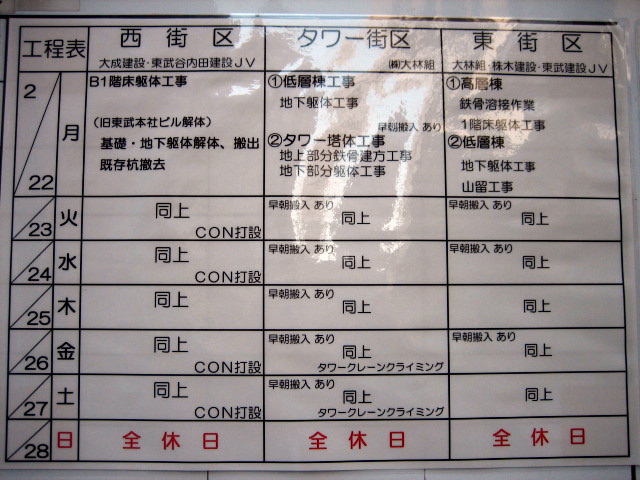 工程表 西街区 タワー街区 東街区
大成建設・東武谷内田建設JV ㈱大林組 大林組・株木建設・東武建設JV
2/22 月
B1階床躯体工事
(旧東武本社ビル解体)
基礎・地下躯体解体、搬出
既存杭撤去
①低層棟工事
地下躯体工事
早朝搬入 あり
②タワー塔体工事
地上部分鉄骨建方工事
地下部分躯体工事
①高層棟
鉄骨溶接作業
1階床躯体工事
②低層棟
地下躯体工事
山留工事
23 火 同上 CON打設 早朝搬入 あり 同上 早朝搬入 あり 同上
24 水 同上 CON打設 早朝搬入 あり 同上 早朝搬入 あり 同上
25 木 同上 早朝搬入 あり 同上 同上
26 金 同上 CON打設 早朝搬入 あり 同上 タワークレーンクライミング 早朝搬入 あり 同上
27 土 同上 CON打設 早朝搬入 あり 同上 タワークレーンクライミング 同上
28 日 全休日 全休日 全休日